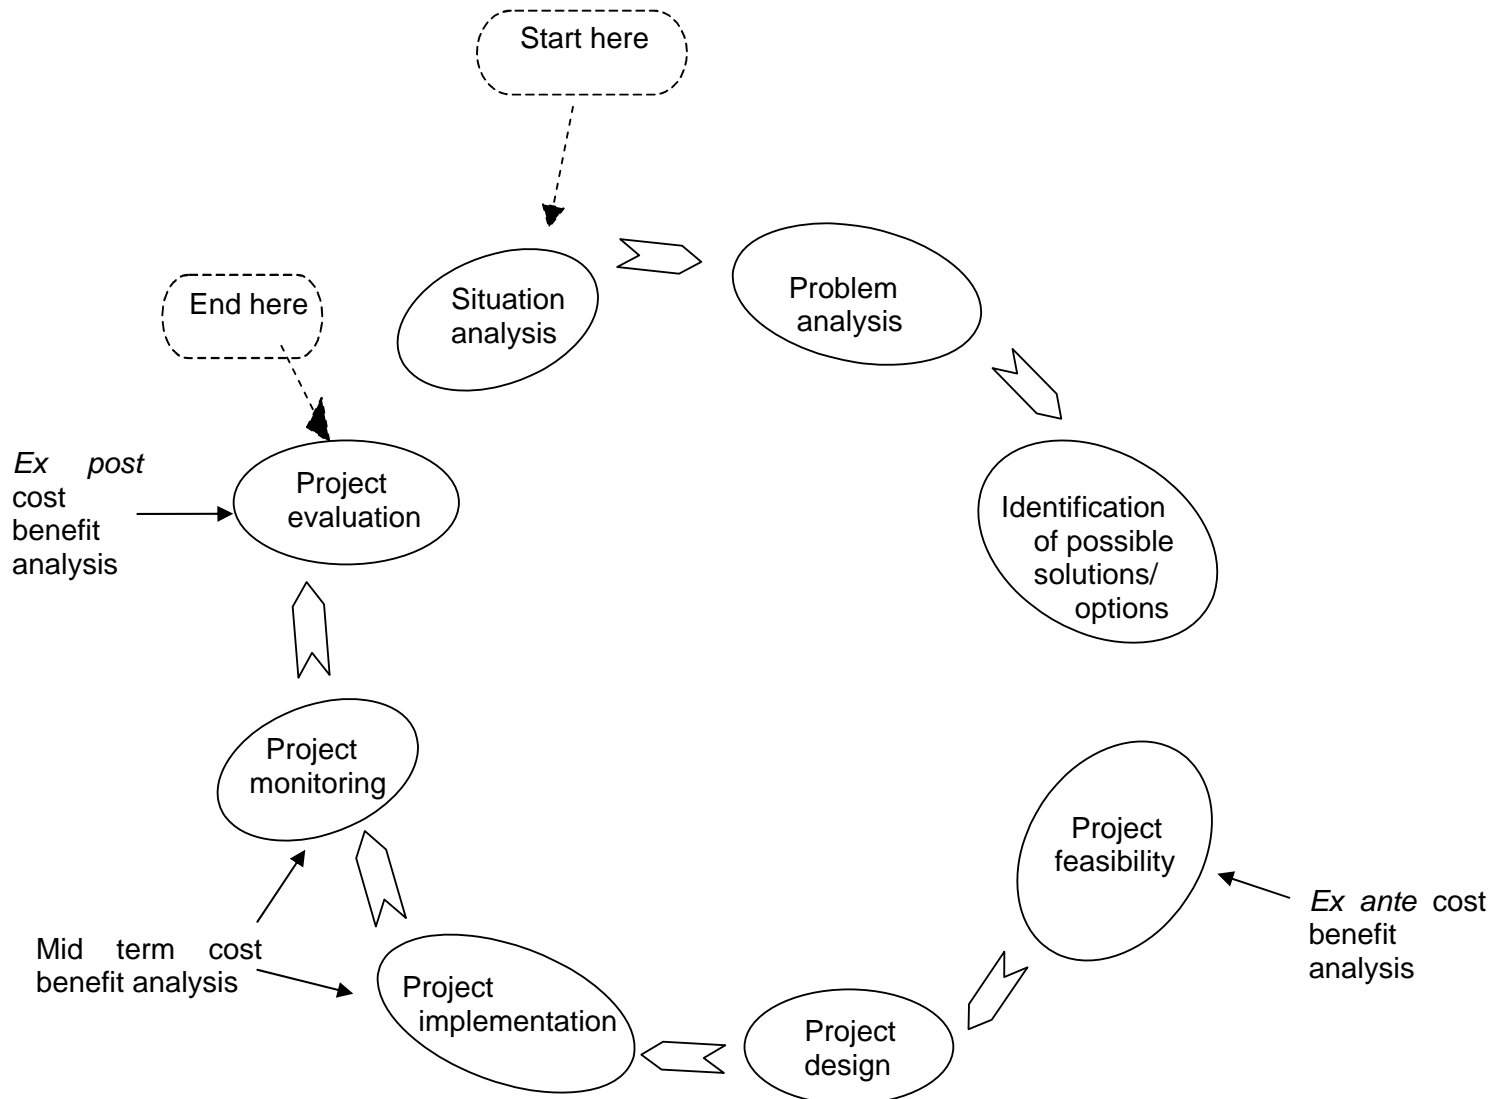 Start here
End here
Situation
analysis
Problem
analysis
Identification
of possible
solutions/
options
Project
feasibility
Ex ante cost
benefit
analysis
Project
design
Project
implementation
Mid term cost
benefit analysis
Project
monitoring
Project
evaluation
Ex post
cost
benefit
analysis